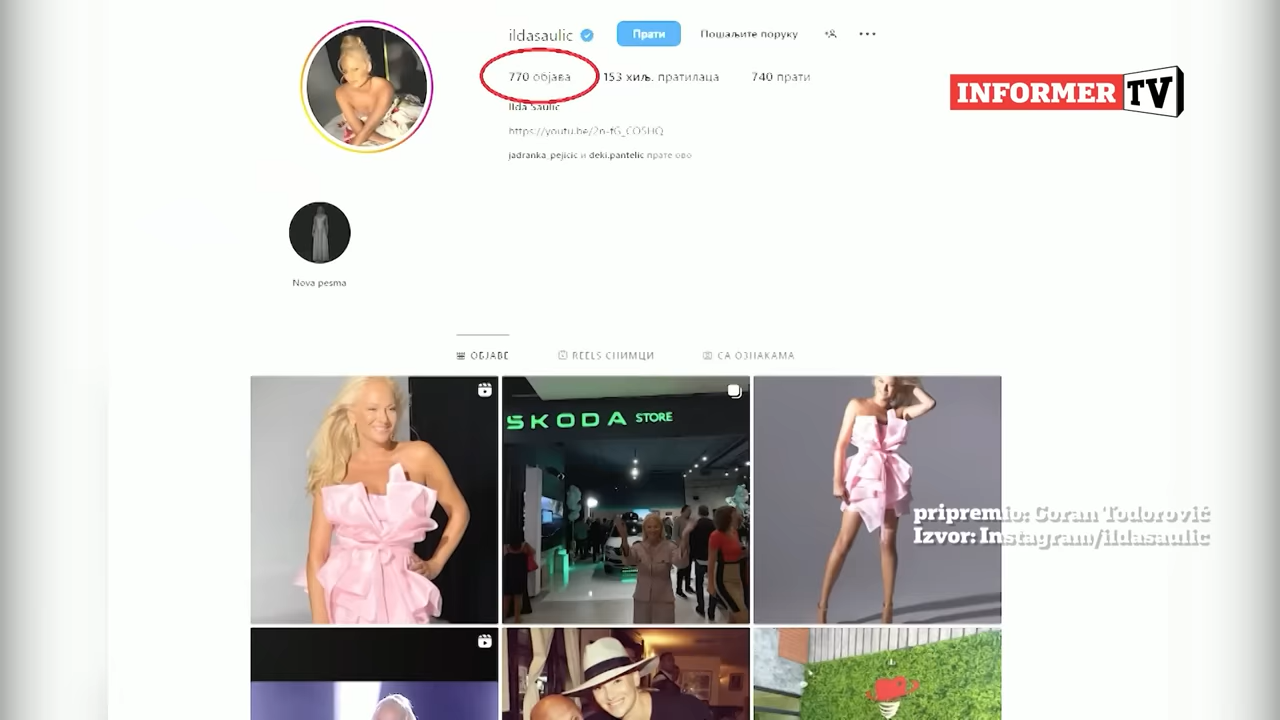 ildasaulic
Прати
Пошаљите поруку
770 објава
153 хиљ. пратилаца
740 прати
Ilda Saulic
https://youtu.be/2n-fG_COSHQ
jadranka_pejicic и deki.pantelic прате ово
INFORMER TV
Nova pesma
ОБЈАВЕ
REELS СНИМЦИ
СА ОЗНАКАМА
SKODA STORE
pripremio: Goran Todorović
Izvor: Instagram/ildasaulic